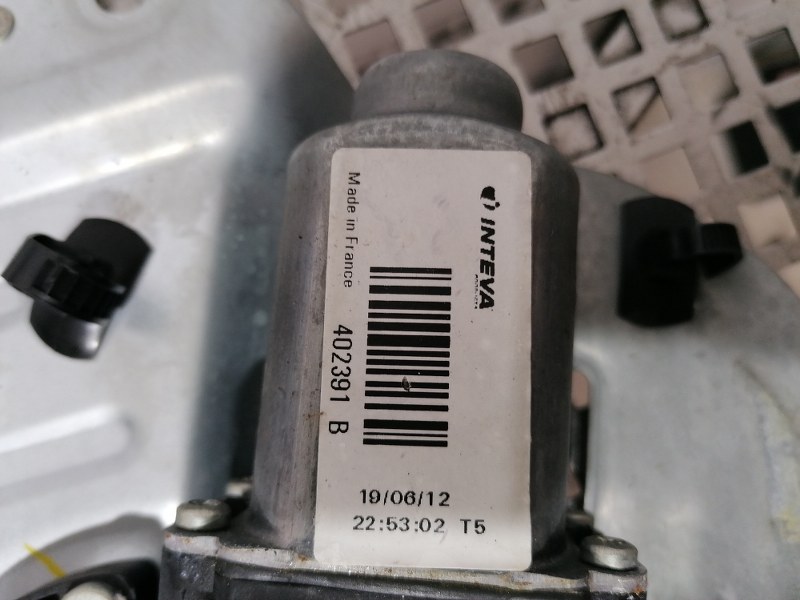 INTEVA
Made in France
402391 B
19/06/12
22:53:02 T5